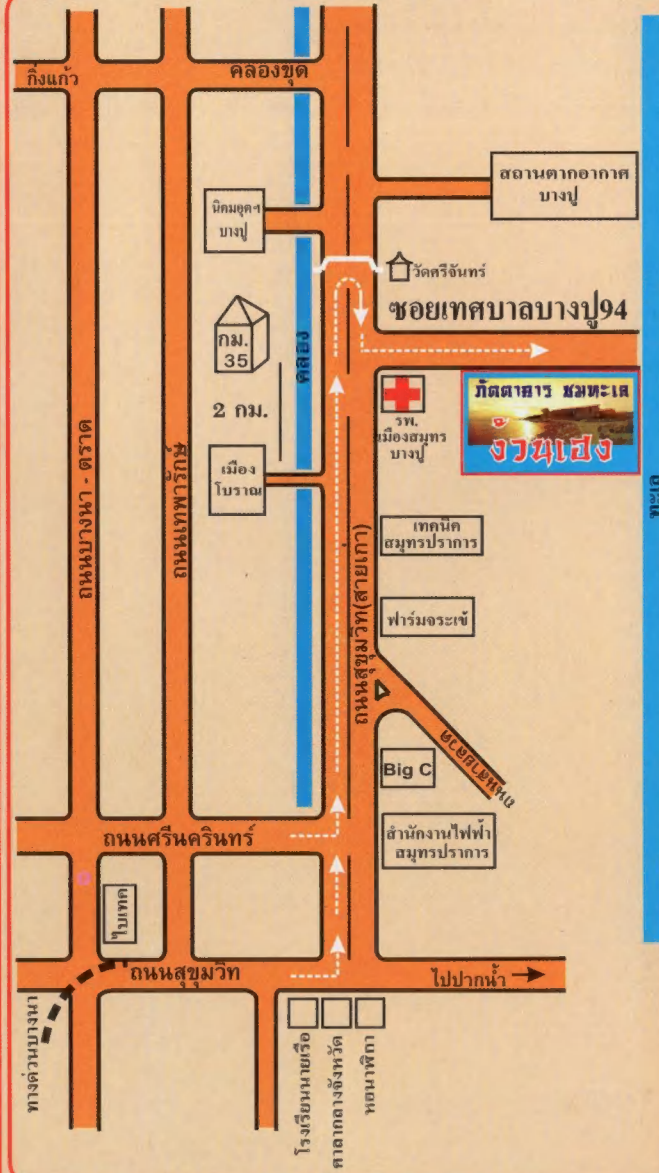 กิ่งแก้ว
คลองขุด
สถานตากอากาศ
บางปู
นิคมอุตฯ
บางปู
วัดศรีจันทร์
ซอยเทศบาลบางปู94
กม.
35
คลอง
2 กม.
รพ.
เมืองสมุทร
บางปู
ภัตตาคาร ชมทะเล
ง้วนเฮง
ทะเล
เมือง
โบราณ
ถนนบางนา - ตราด
ถนนเทพารักษ์
ถนนสุขุมวิท(สายเก่า)
เทคนิค
สมุทรปราการ
ฟาร์มจระเข้
ถนนสายลวด
Big C
ถนนศรีนครินทร์
สำนักงานไฟฟ้า
สมุทรปราการ
ไบเทค
ถนนสุขุมวิท
ไปปากน้ำ
ทางด่วนบางนา
โรงเรียนนายเรือ
ศาลากลางจังหวัด
หอนาฬิกา